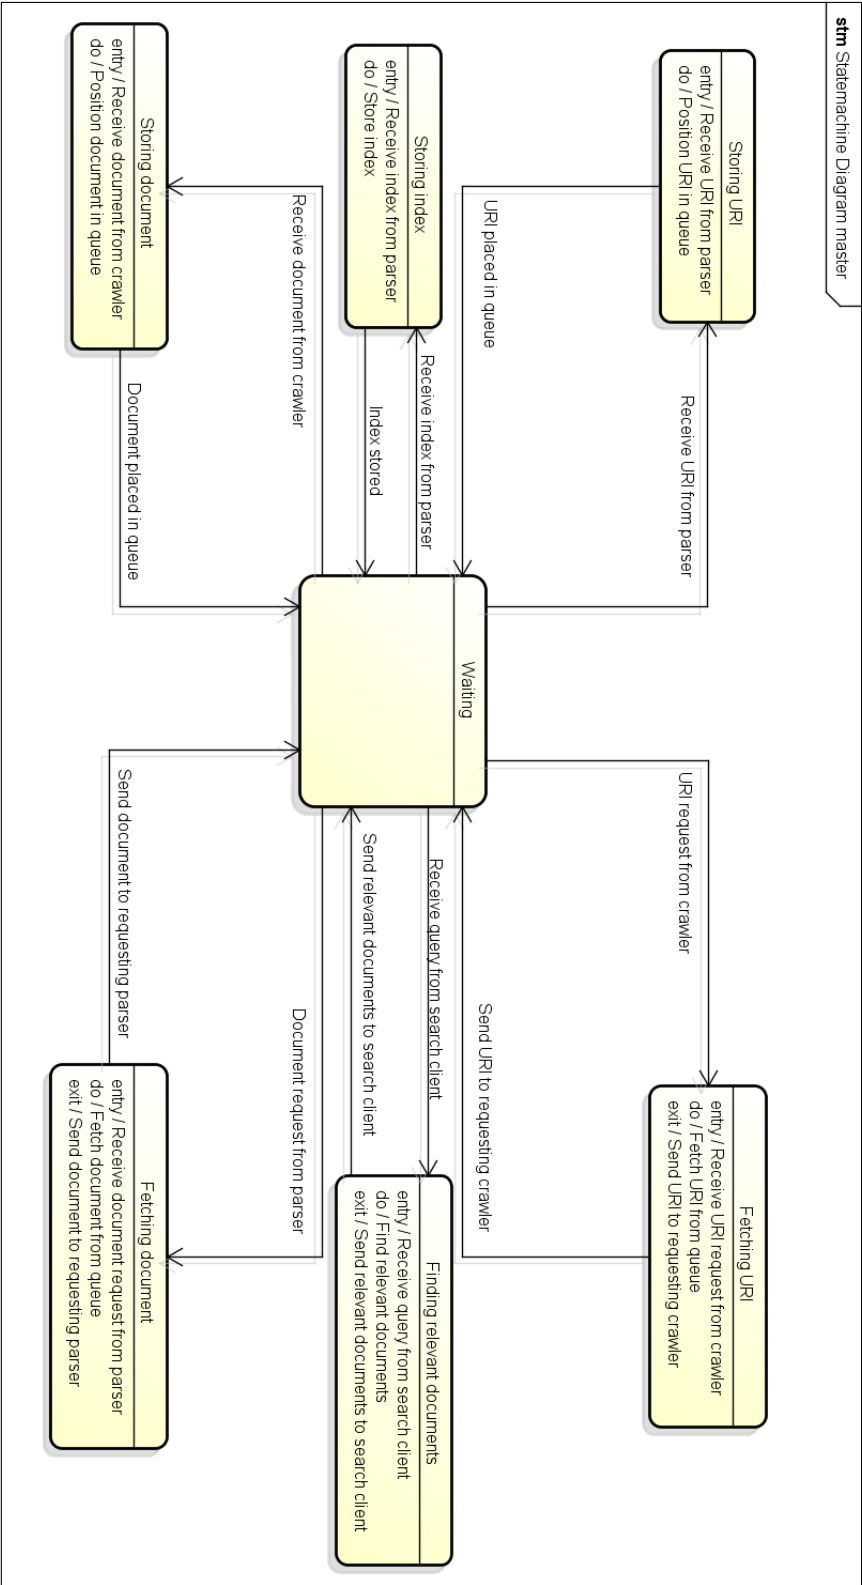 stm Statemachine Diagram master
Storing URI
entry / Receive URI from parser
do / Position URI in queue
Receive URI from parser
URI placed in queue
URI request from crawler
Send URI to requesting crawler
Fetching URI
entry / Receive URI request from crawler
do / Fetch URI from queue
exit / Send URI to requesting crawler
Storing index
entry / Receive index from parser
do / Store index
Receive index from parser
Index stored
Waiting
Receive query from search client
Send relevant documents to search client
Finding relevant documents
entry / Receive query from search client
do / Find relevant documents
exit / Send relevant documents to search client
Storing document
entry / Receive document from crawler
do / Position document in queue
Receive document from crawler
Document placed in queue
Document request from parser
Send document to requesting parser
Fetching document
entry / Receive document request from parser
do / Fetch document from queue
exit / Send document to requesting parser